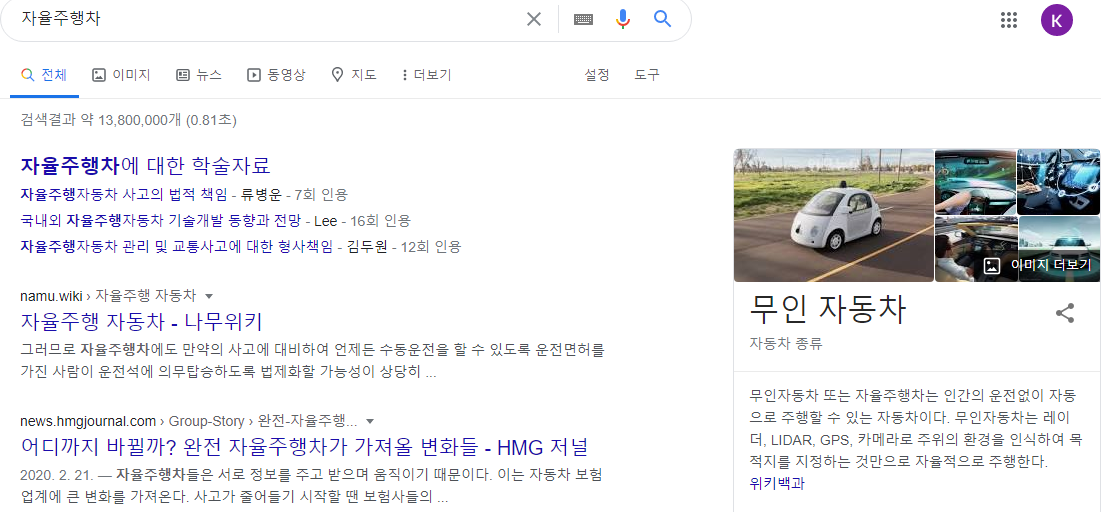 자율주행차
K
전체
이미지
뉴스
동영상
지도
더보기
설정
도구
검색결과 약 13,800,000개 (0.81초)
자율주행차에 대한 학술자료
자율주행자동차 사고의 법적 책임 - 류병운 - 7회 인용
국내외 자율주행자동차 기술개발 동향과 전망 - Lee - 16회 인용
자율주행자동차 관리 및 교통사고에 대한 형사책임 - 김두원 - 12회 인용
namu.wiki › 자율주행 자동차
자율주행 자동차 - 나무위키
그러므로 자율주행차에도 만약의 사고에 대비하여 언제든 수동운전을 할 수 있도록 운전면허를
가진 사람이 운전석에 의무탑승하도록 법제화할 가능성이 상당히 ...
news.hmgjournal.com › Group-Story › 완전-자율주행...
어디까지 바뀔까? 완전 자율주행차가 가져올 변화들 - HMG 저널
2020. 2. 21. — 자율주행차들은 서로 정보를 주고 받으며 움직이기 때문이다. 이는 자동차 보험
업계에 큰 변화를 가져온다. 사고가 줄어들기 시작할 땐 보험사들의 ...
이미지 더보기
무인 자동차
자동차 종류
무인자동차 또는 자율주행차는 인간의 운전없이 자동
으로 주행할 수 있는 자동차이다. 무인자동차는 레이
더, LIDAR, GPS, 카메라로 주위의 환경을 인식하여 목
적지를 지정하는 것만으로 자율적으로 주행한다.
위키백과